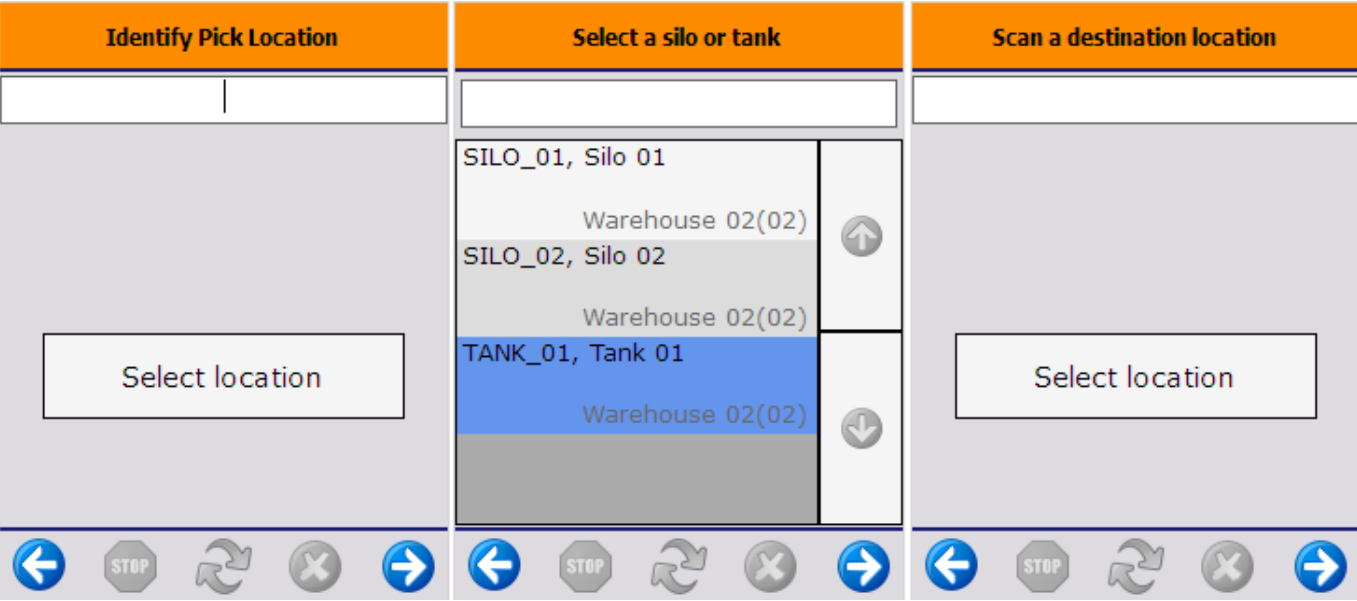 Identify Pick Location
Select location
STOP
Select a silo or tank
SILO_01, Silo 01
Warehouse 02(02)
SILO_02, Silo 02
Warehouse 02(02)
TANK_01, Tank 01
Warehouse 02(02)
STOP
Scan a destination location
Select location
STOP